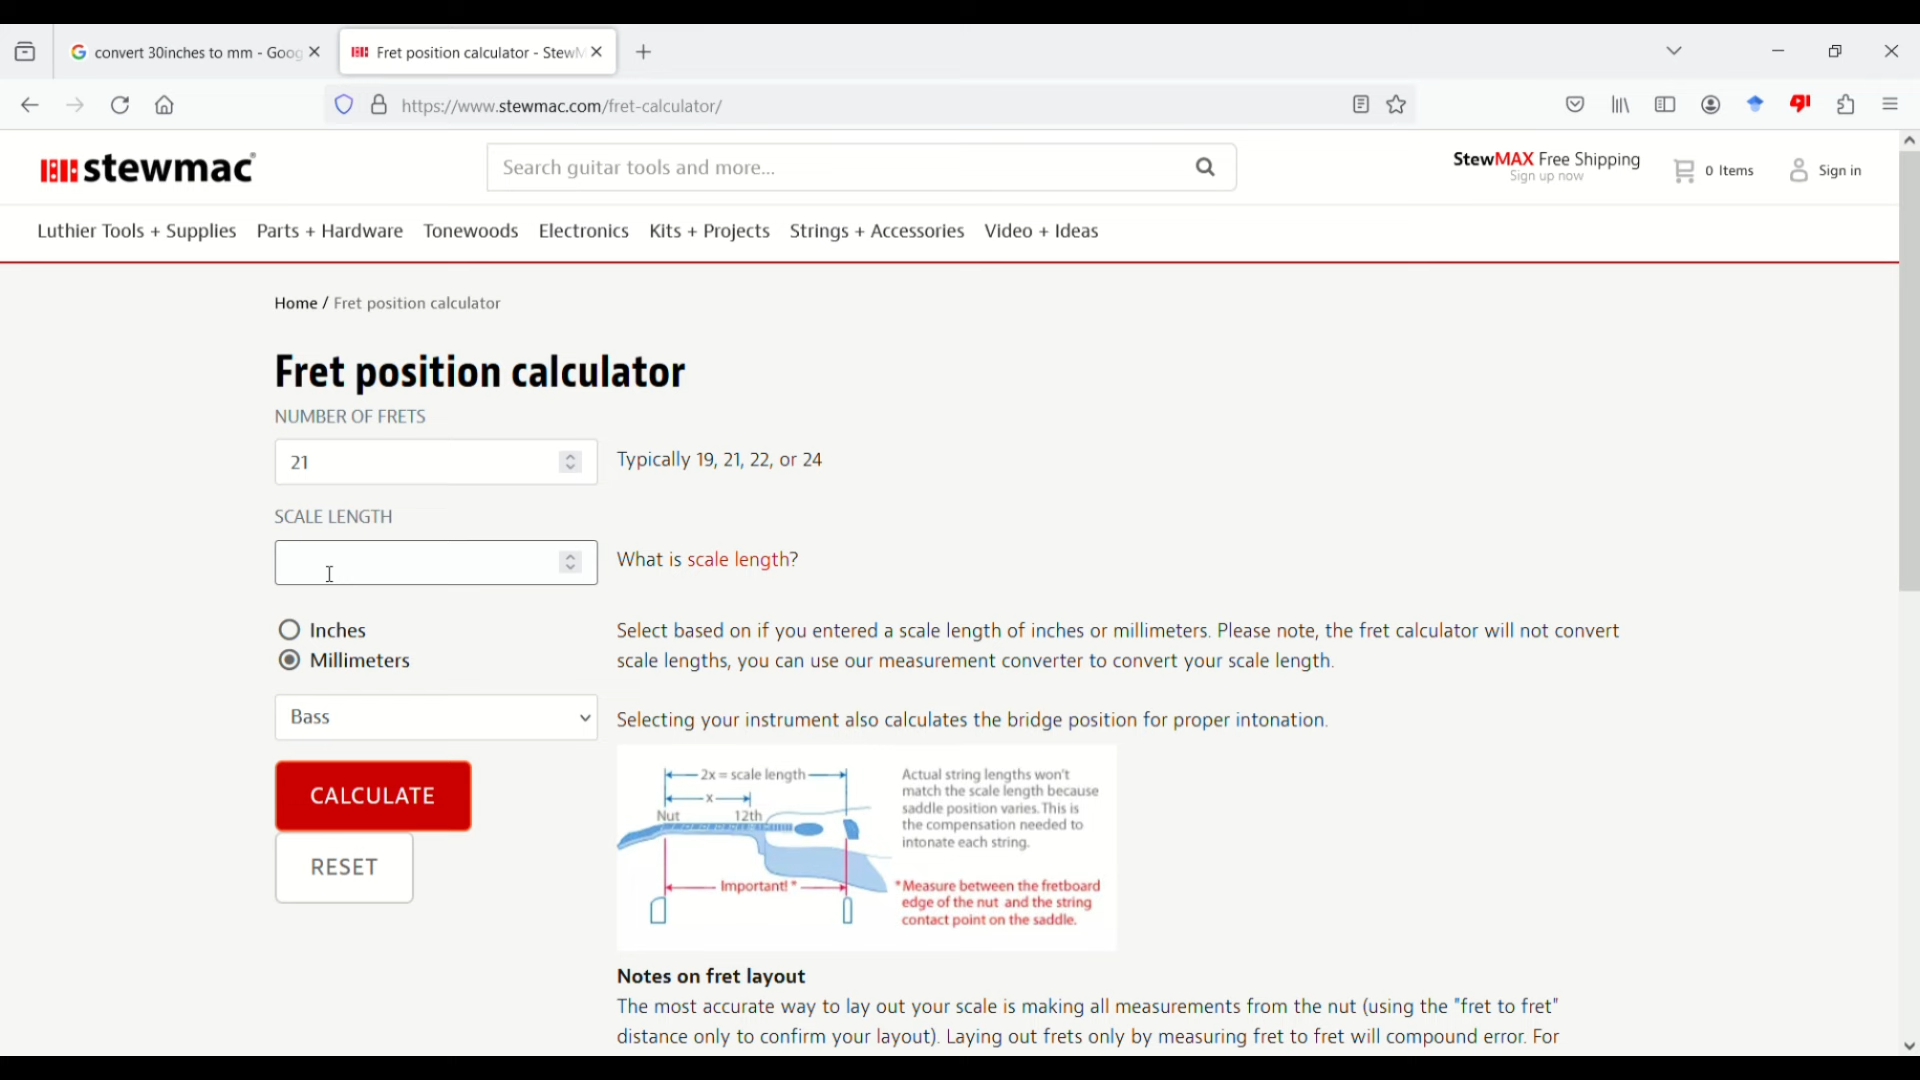 convert 30inches to mm - Goog
Fret position calculator - StewM
https://www.stewmac.com/fret-calculator/
stewmac
Search guitar tools and more...
StewMAX Free Shipping
Sign up now
0 Items
Sign in
Luthier Tools + Supplies Parts + Hardware Tonewoods Electronics Kits + Projects Strings + Accessories Video + Ideas
Home / Fret position calculator
Fret position calculator
NUMBER OF FRETS
21
Typically 19, 21, 22, or 24
SCALE LENGTH
What is scale length?
Inches
Millimeters
Select based on if you entered a scale length of inches or millimeters. Please note, the fret calculator will not convert
scale lengths, you can use our measurement converter to convert your scale length.
Bass
Selecting your instrument also calculates the bridge position for proper intonation.
CALCULATE
RESET
2x = scale length
x
Nut
12th
Important! *
Actual string lengths won't
match the scale length because
saddle position varies. This is
the compensation needed to
intonate each string.
*Measure between the fretboard
edge of the nut and the string
contact point on the saddle.
Notes on fret layout
The most accurate way to lay out your scale is making all measurements from the nut (using the "fret to fret"
distance only to confirm your layout). Laying out frets only by measuring fret to fret will compound error. For